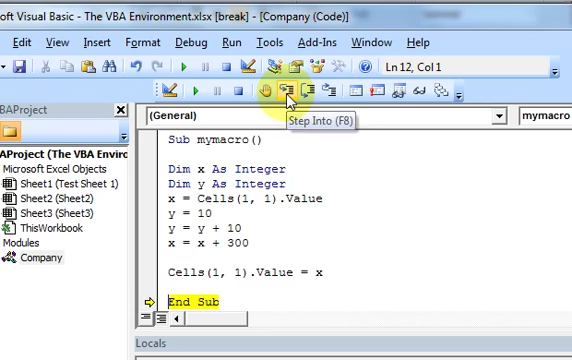 oft Visual Basic - The VBA Environment.xlsx [break] - [Company (Code)]
Edit View Insert Format Debug Run Tools Add-Ins Window Help
Ln 12, Col 1
Step Into (F8)
BAProject
(General) mymacro
AProject (The VBA Enviro
Microsoft Excel Objects
Sheet1 (Test Sheet 1)
Sheet2 (Sheet2)
Sheet3 (Sheet3)
ThisWorkbook
Modules
Company
Sub mymacro()
Dim x As Integer
Dim y As Integer
x = Cells(1, 1).Value
y = 10
y = y + 10
x = x + 300
Cells(1, 1).Value = x
End Sub
Locals